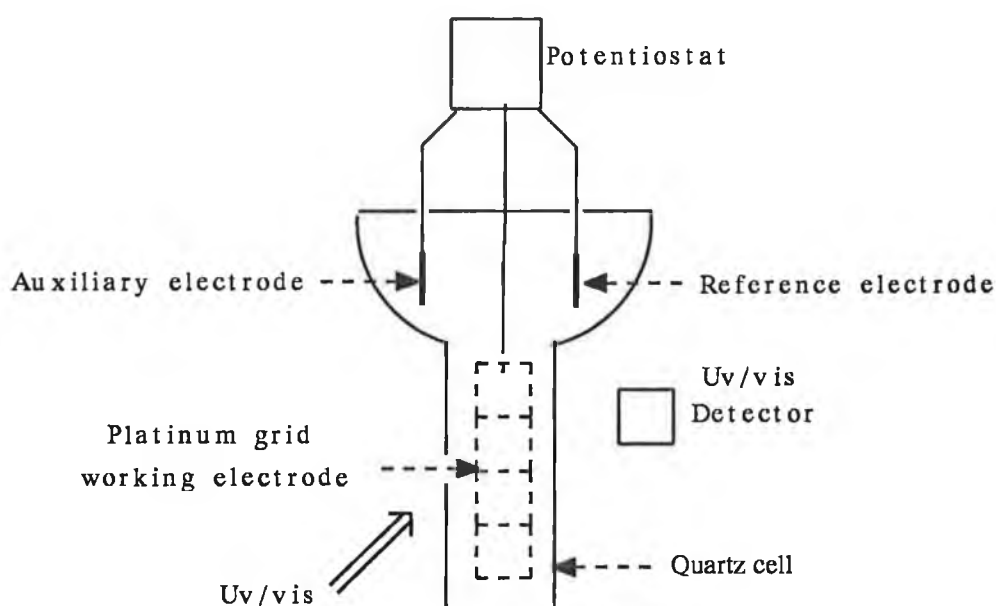 Potentiostat
Auxiliary electrode
Reference electrode
Uv/vis
Detector
Platinum grid
working electrode
Quartz cell
Uv/vis